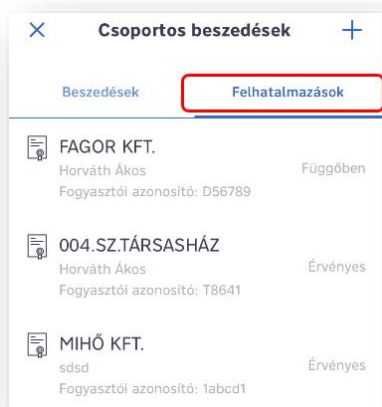 Csoportos beszedések
Beszedések Felhatalmazások
FAGOR KFT.
Horváth Ákos Függőben
Fogyasztói azonosító: D56789
004.SZ.TÁRSASHÁZ
Horváth Ákos Érvényes
Fogyasztói azonosító: T8641
MIHŐ KFT.
sdsd Érvényes
Fogyasztói azonosító: 1abcd1